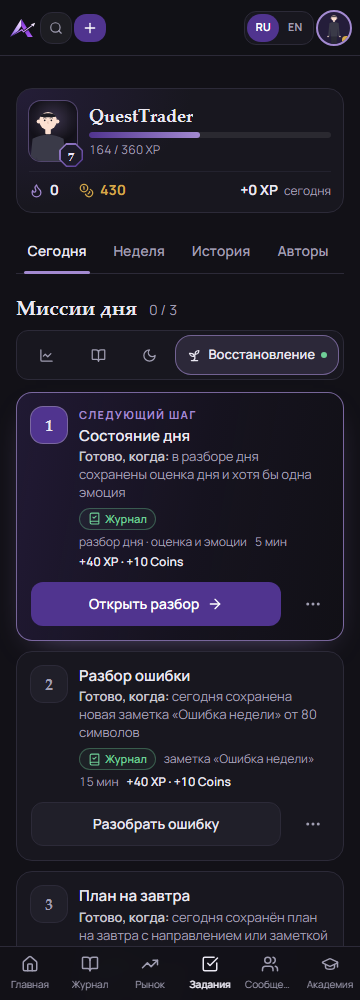 RU EN
QuestTrader
7
164 / 360 XP
0 430 +0 XP сегодня
Сегодня Неделя История Авторы
Миссии дня 0 / 3
Восстановление
1
СЛЕДУЮЩИЙ ШАГ
Состояние дня
Готово, когда: в разборе дня
сохранены оценка дня и хотя бы одна
эмоция
Журнал
разбор дня · оценка и эмоции 5 мин
+40 XP · +10 Coins
Открыть разбор →
2
Разбор ошибки
Готово, когда: сегодня сохранена
новая заметка «Ошибка недели» от 80
символов
Журнал заметка «Ошибка недели»
15 мин +40 XP · +10 Coins
Разобрать ошибку
3
План на завтра
Готово, когда: сегодня сохранён план
на завтра с направлением или заметкой
Главная Журнал Рынок Задания Сообще... Академия